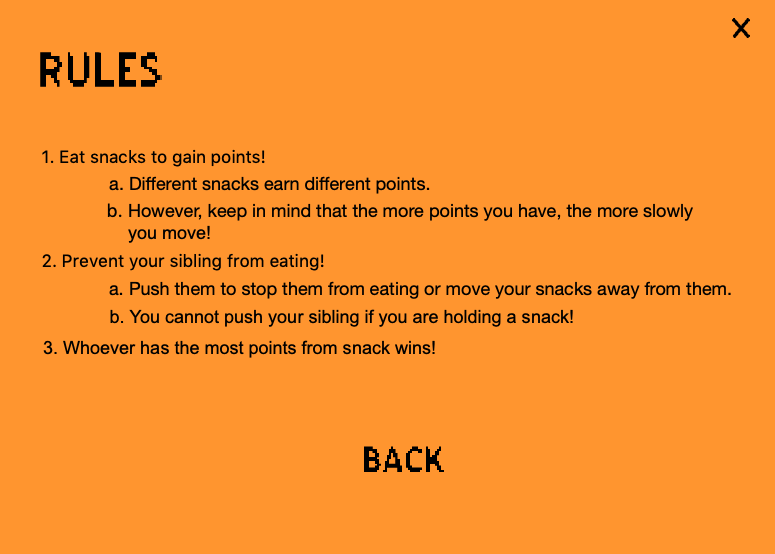 X
RULES
1. Eat snacks to gain points!
a. Different snacks earn different points.
b. However, keep in mind that the more points you have, the more slowly
you move!
2. Prevent your sibling from eating!
a. Push them to stop them from eating or move your snacks away from them.
b. You cannot push your sibling if you are holding a snack!
3. Whoever has the most points from snack wins!
BACK